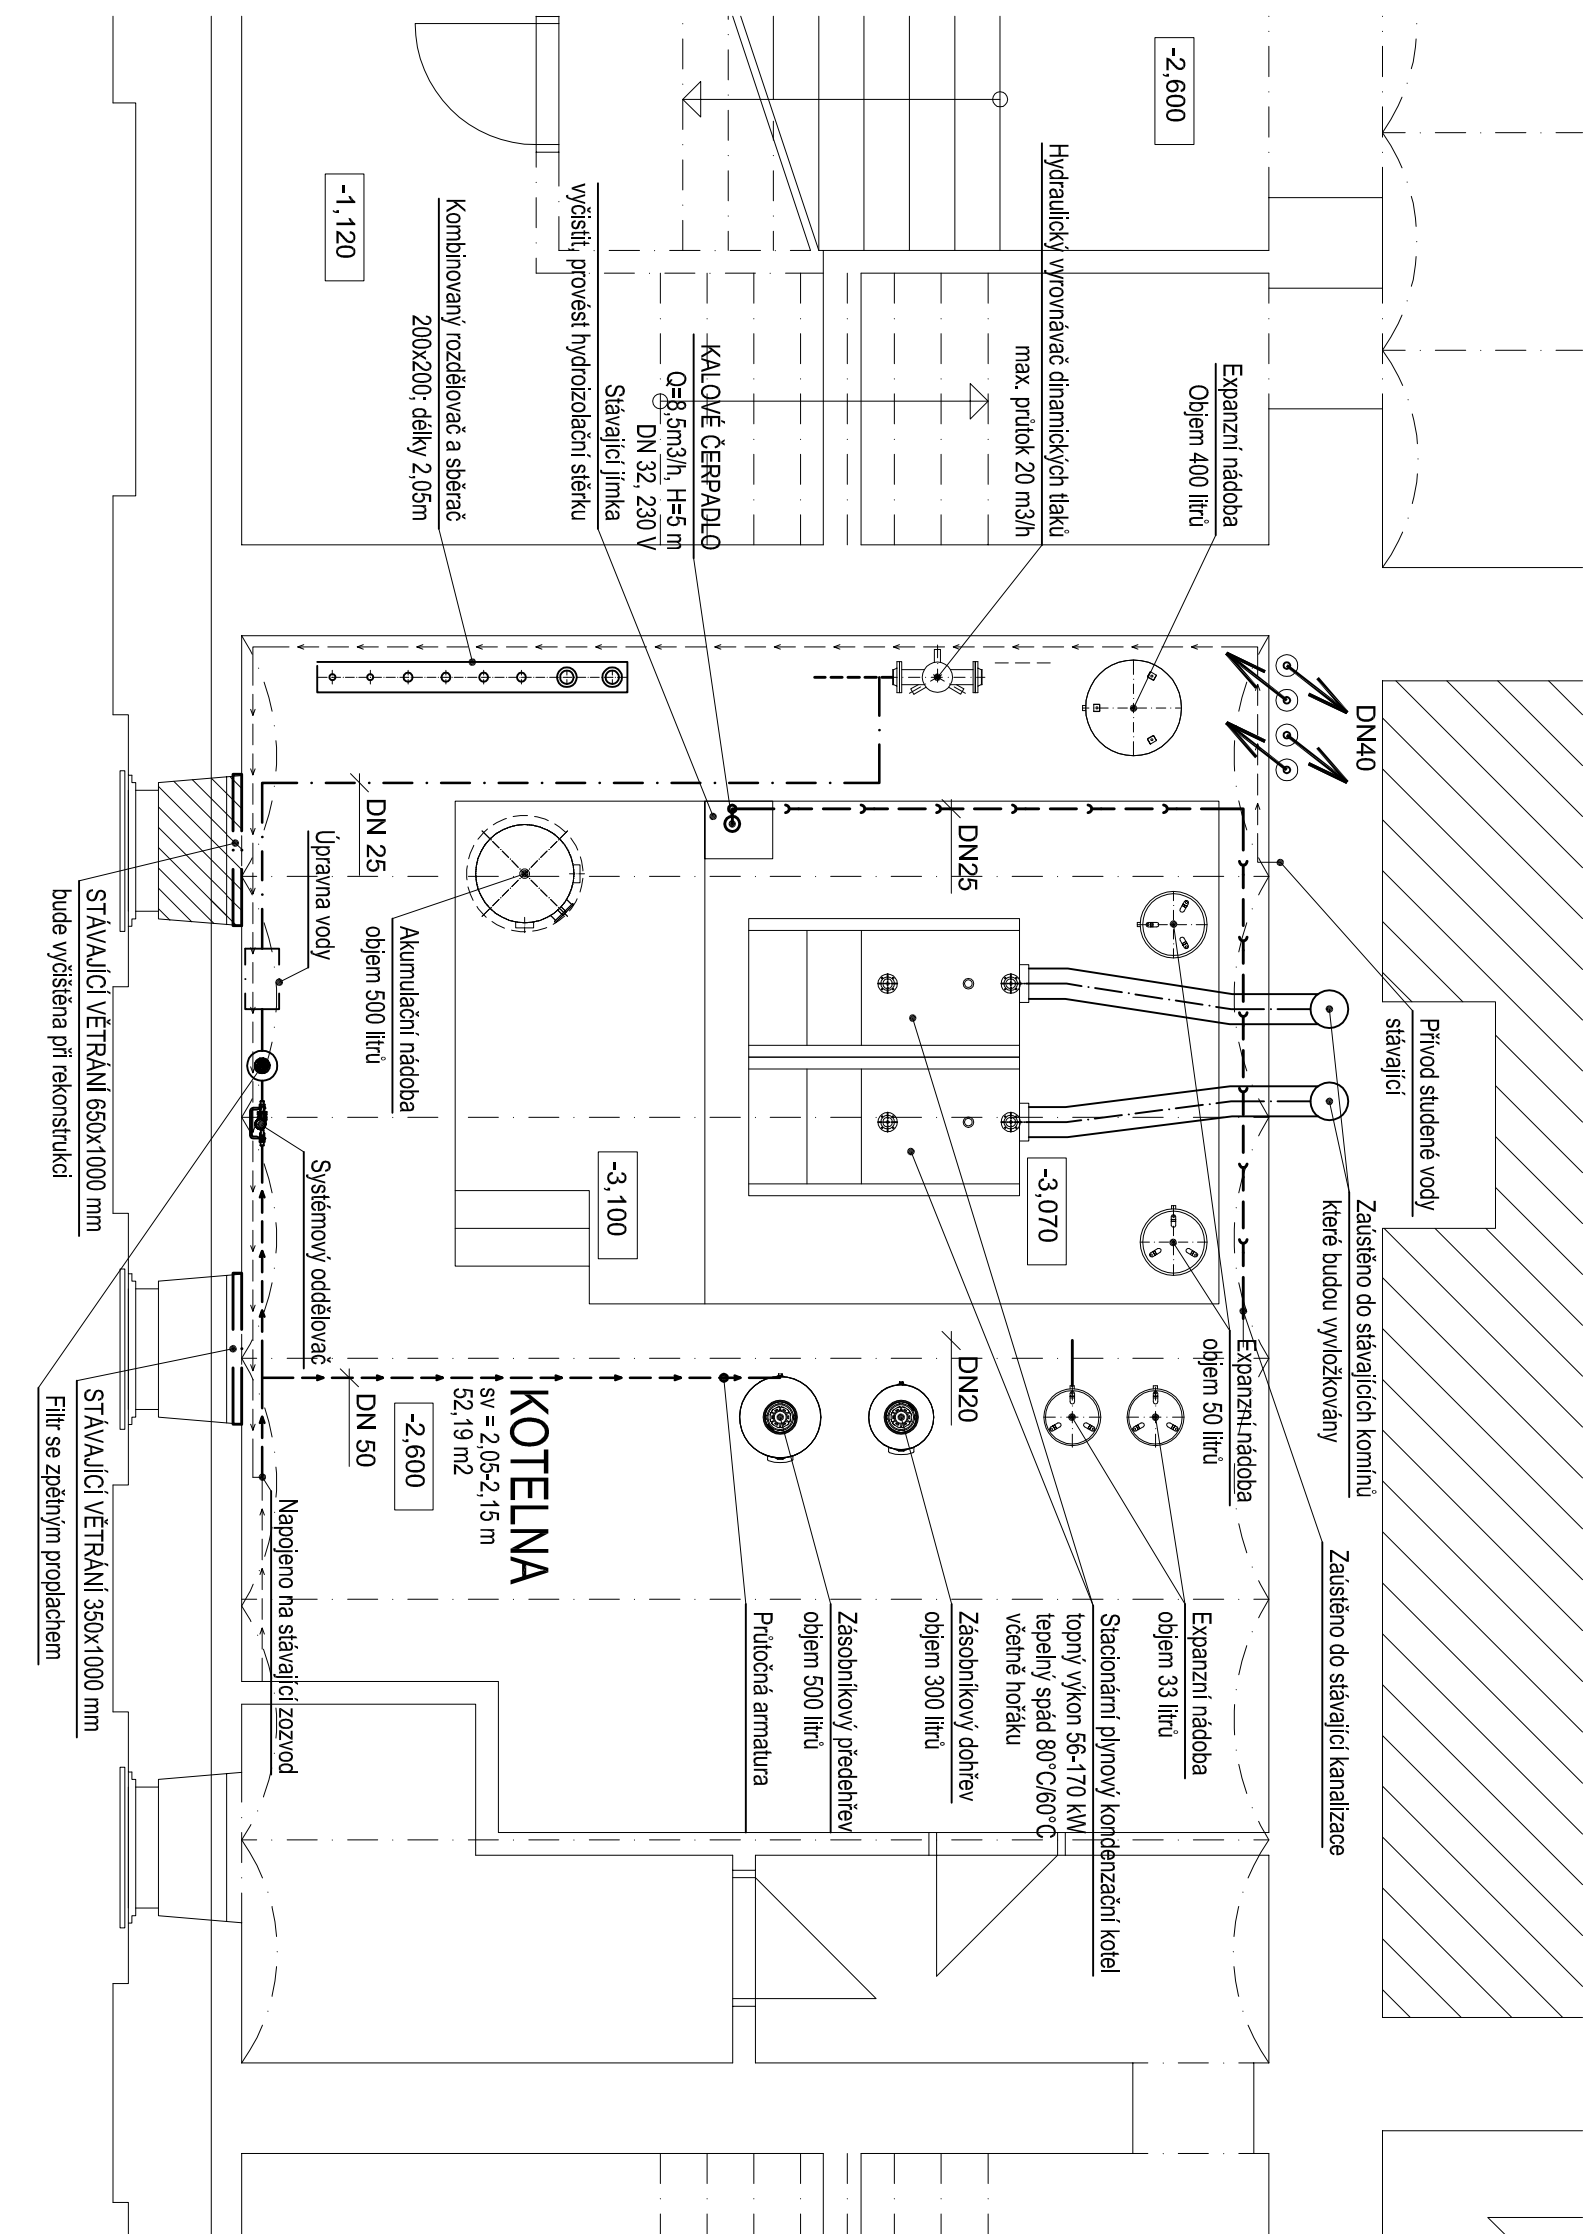 -2,600
-1,120
Hydraulický vyrovnávač dinamických tlaků
max. průtok 20 m3/h
Expanzní nádoba
Objem 400 litrů
KALOVÉ ČERPADLO
Q=8,5m3/h, H=5 m
DN 32, 230 V
Stávající jímka
vyčistit, provést hydroizolační stěrku
Kombinovaný rozdělovač a sběrač
200x200; délky 2,05m
DN40
DN25
DN 25
Přívod studené vody
stávající
Zaústěno do stávajících komínů
které budou vyložkovány
Zaústěno do stávající kanalizace
Expanzní nádoba
objem 50 litrů
-3,070
-3,100
Akumulační nádoba
objem 500 litrů
Úpravna vody
STÁVAJÍCÍ VĚTRÁNÍ 650x1000 mm
bude vyčištěna při rekonstrukci
Systémový oddělovač
DN20
DN 50
KOTELNA
sv = 2,05-2,15 m
52,19 m2
-2,600
Expanzní nádoba
objem 33 litrů
Stacionární plynový kondenzační kotel
topný výkon 56-170 kW
tepelný spád 80°C/60°C
včetně hořáku
Zásobníkový dohřev
objem 300 litrů
Zásobníkový předehřev
objem 500 litrů
Průtočná armatura
Napojeno na stávající zozvod
STÁVAJÍCÍ VĚTRÁNÍ 350x1000 mm
Filtr se zpětným proplachem